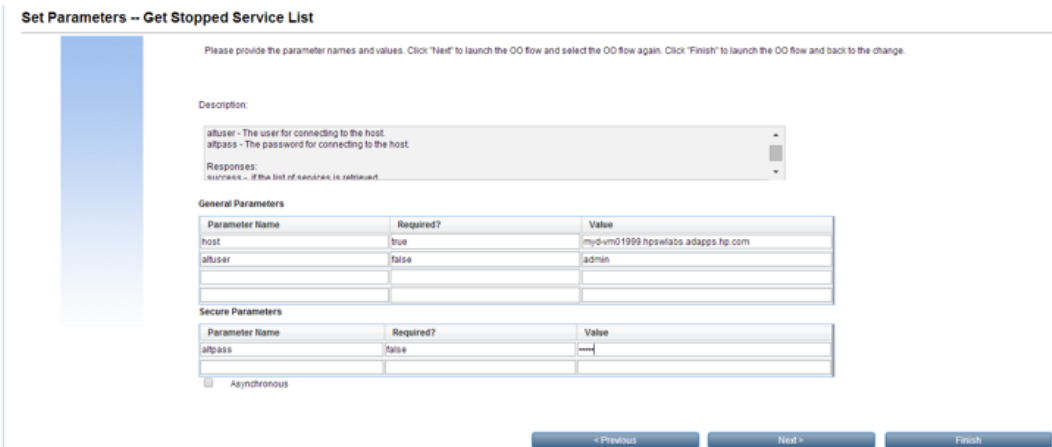 Set Parameters -- Get Stopped Service List
Please provide the parameter names and values. Click "Next" to launch the OO flow and select the OO flow again. Click "Finish" to launch the OO flow and back to the change.
Description:
altuser - The user for connecting to the host.
altpass - The password for connecting to the host.
Responses:
success - if the list of services is retrieved
General Parameters
Parameter Name Required? Value
host true myd-vm01999.hpswlabs.adapps.hp.com
altuser false admin
Secure Parameters
Parameter Name Required? Value
altpass false •••••
Asynchronous
< Previous Next > Finish